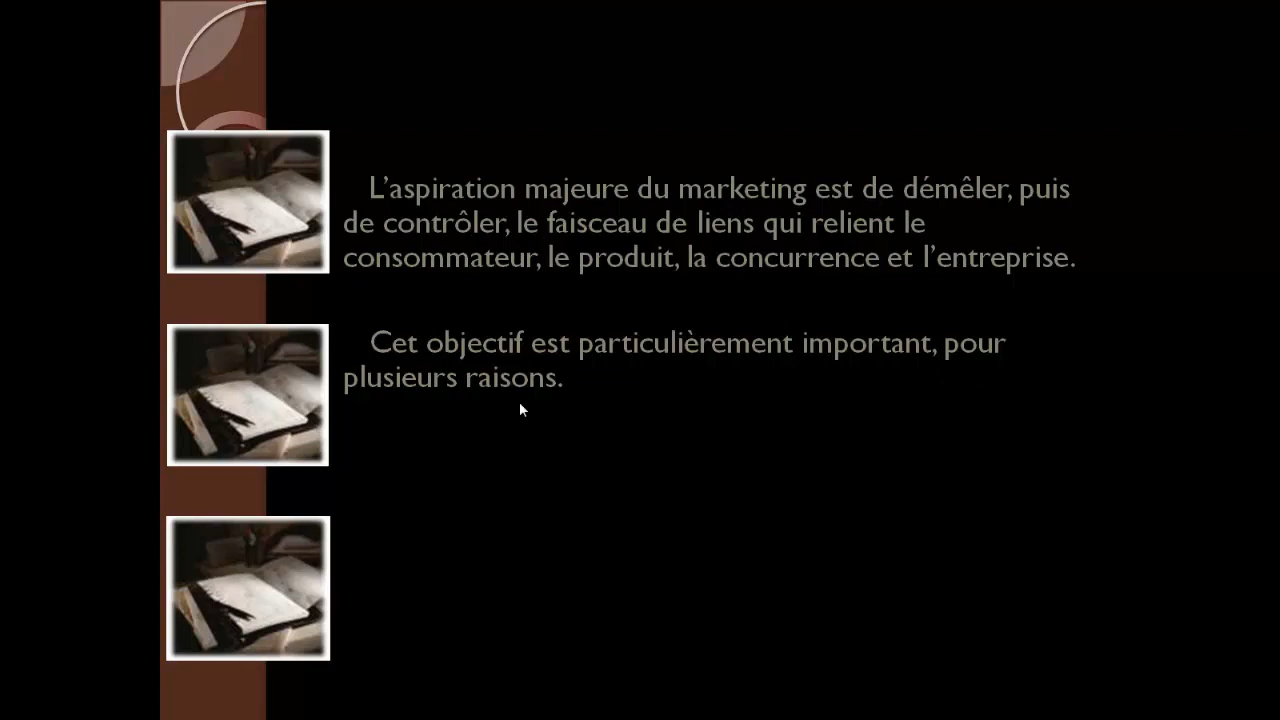 L’aspiration majeure du marketing est de démêler, puis
de contrôler, le faisceau de liens qui relient le
consommateur, le produit, la concurrence et l’entreprise.
Cet objectif est particulièrement important, pour
plusieurs raisons.